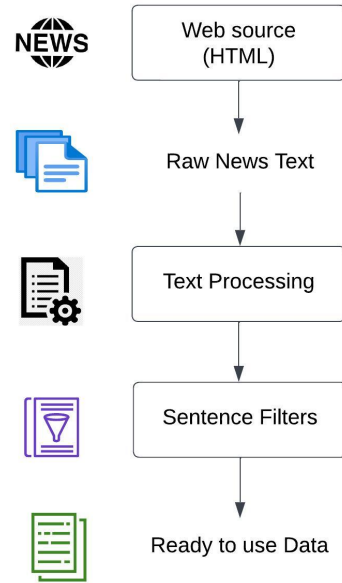 NEWS
Web source
(HTML)
Raw News Text
Text Processing
Sentence Filters
Ready to use Data